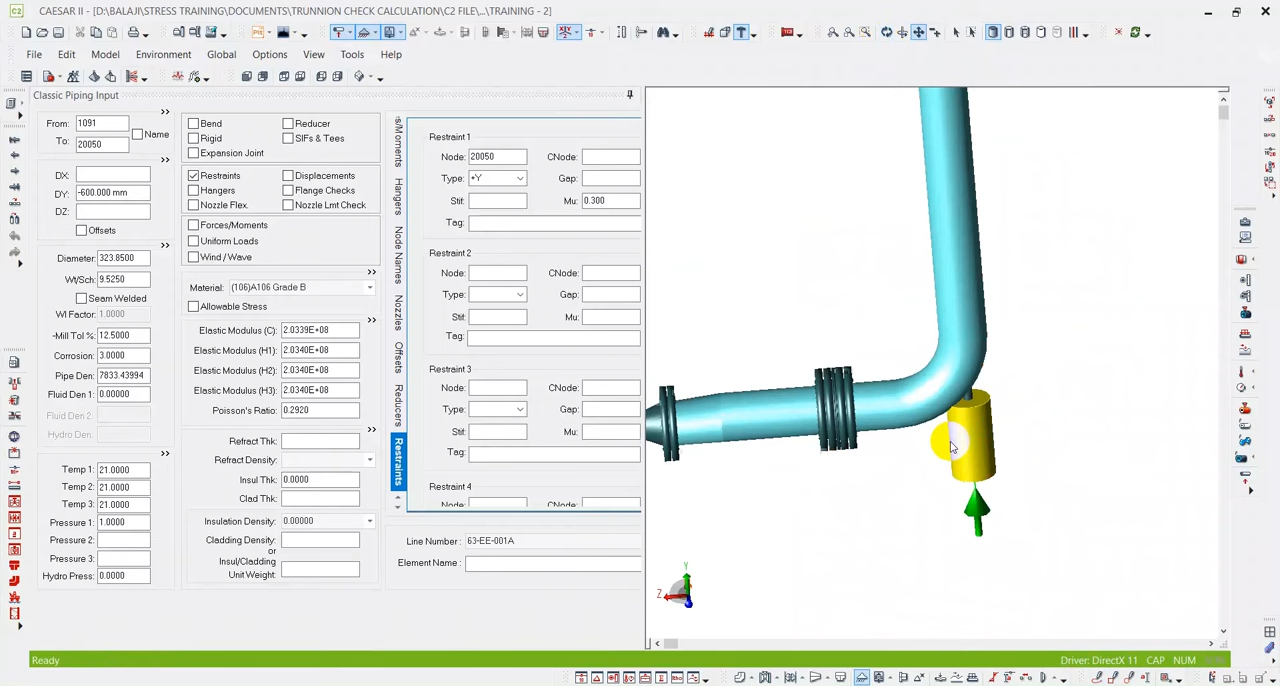 CAESAR II - [D:\BALAJI\STRESS TRAINING\DOCUMENTS\TRUNNION CHECK CALCULATION\C2 FILE\...\TRAINING - 2]
File Edit Model Environment Global Options View Tools Help
Classic Piping Input
From: 1091
To: 20050
Name
DX:
DY: -600.000 mm
DZ:
Offsets
Diameter: 323.8500
Wt/Sch: 9.5250
Seam Welded
WI Factor: 1.0000
-Mill Tol %: 12.5000
Corrosion: 3.0000
Pipe Den: 7833.43994
Fluid Den 1: 0.00000
Fluid Den 2:
Hydro Den:
Temp 1: 21.0000
Temp 2: 21.0000
Temp 3: 21.0000
Pressure 1: 1.0000
Pressure 2:
Pressure 3:
Hydro Press: 0.0000
Bend Reducer
Rigid SIFs & Tees
Expansion Joint
Restraints Displacements
Hangers Flange Checks
Nozzle Flex. Nozzle Lmt Check
Forces/Moments
Uniform Loads
Wind / Wave
Material: (106)A106 Grade B
Allowable Stress
Elastic Modulus (C): 2.0339E+08
Elastic Modulus (H1): 2.0340E+08
Elastic Modulus (H2): 2.0340E+08
Elastic Modulus (H3): 2.0340E+08
Poisson's Ratio: 0.2920
Refract Thk:
Refract Density:
Insul Thk: 0.0000
Clad Thk:
Insulation Density: 0.00000
Cladding Density:
or
Insul/Cladding
Unit Weight:
s/Moments
Hangers
Node Names
Nozzles
Offsets
Reducers
Restraints
Restraint 1
Node: 20050 CNode:
Type: +Y Gap:
Stif: Mu: 0.300
Tag:
Restraint 2
Node: CNode:
Type: Gap:
Stif: Mu:
Tag:
Restraint 3
Node: CNode:
Type: Gap:
Stif: Mu:
Tag:
Restraint 4
Node: CNode:
Line Number: 63-EE-001A
Element Name:
Y
Z
Ready
Driver: DirectX 11 CAP NUM